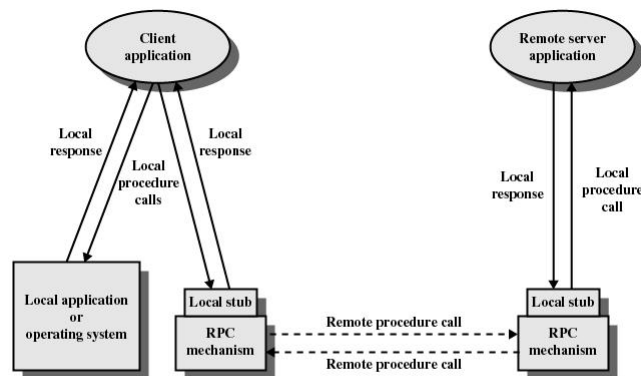 Client
application
Remote server
application
Local
response
Local
response
Local
procedure
calls
Local
response
Local
procedure
call
Local application
or
operating system
Local stub
RPC
mechanism
Remote procedure call
Remote procedure call
Local stub
RPC
mechanism